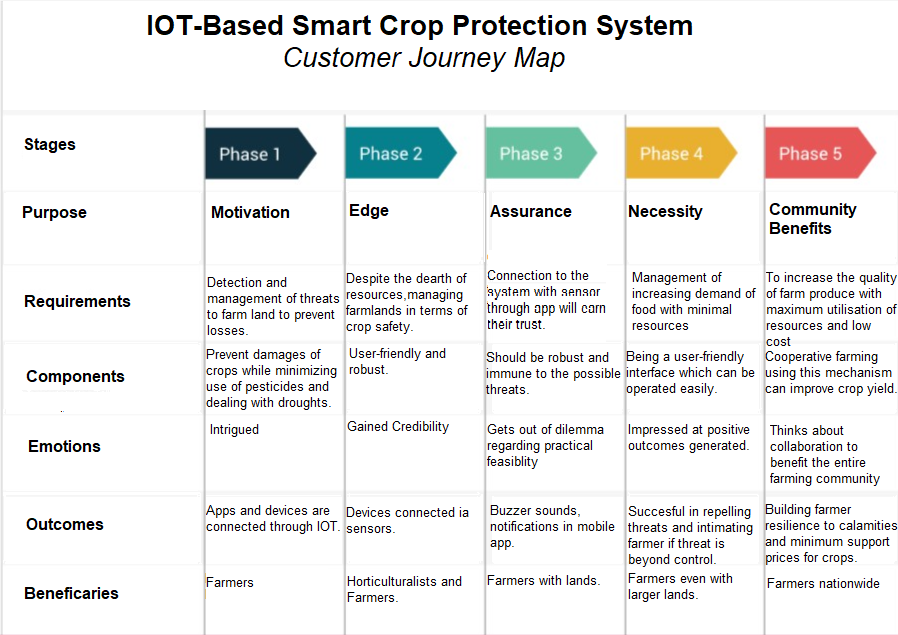 IOT-Based Smart Crop Protection System
Customer Journey Map
Stages
Phase 1
Phase 2
Phase 3
Phase 4
Phase 5
Purpose
Motivation
Edge
Assurance
Necessity
Community
Benefits
Requirements
Detection and
management of threats
to farm land to prevent
losses.
Despite the dearth of
resources,managing
farmlands in terms of
crop safety.
Connection to the
system with sensor
through app will earn
their trust.
Management of
increasing demand of
food with minimal
resources
To increase the quality
of farm produce with
maximum utilisation of
resources and low
cost
Components
Prevent damages of
crops while minimizing
use of pesticides and
dealing with droughts.
User-friendly and
robust.
Should be robust and
immune to the possible
threats.
Being a user-friendly
interface which can be
operated easily.
Cooperative farming
using this mechanism
can improve crop yield.
Emotions
Intrigued
Gained Credibility
Gets out of dilemma
regarding practical
feasiblity
Impressed at positive
outcomes generated.
Thinks about
collaboration to
benefit the entire
farming community
Outcomes
Apps and devices are
connected through IOT.
Devices connected ia
sensors.
Buzzer sounds,
notifications in mobile
app.
Succesful in repelling
threats and intimating
farmer if threat is
beyond control.
Building farmer
resilience to calamities
and minimum support
prices for crops.
Beneficaries
Farmers
Horticulturalists and
Farmers.
Farmers with lands.
Farmers even with
larger lands.
Farmers nationwide